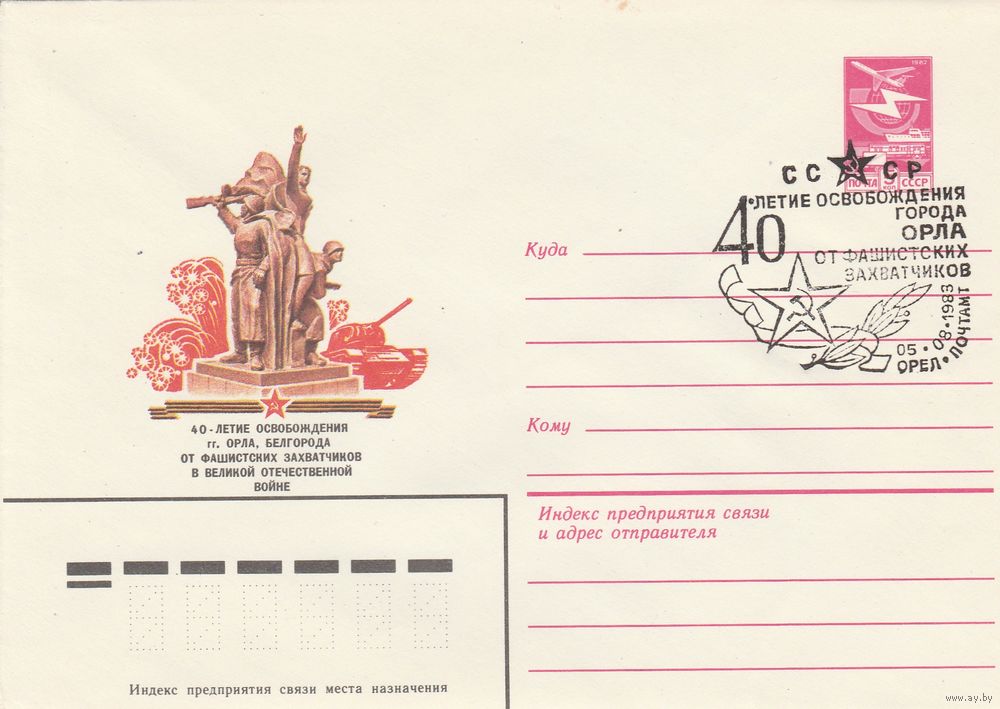 1982
ПОЧТА 5 КОП СССР
СС СР
40-ЛЕТИЕ ОСВОБОЖДЕНИЯ
ГОРОДА
ОРЛА
ОТ ФАШИСТСКИХ
ЗАХВАТЧИКОВ
05•08•1983
ОРЕЛ•ПОЧТАМТ
Куда
Кому
40-ЛЕТИЕ ОСВОБОЖДЕНИЯ
гг. ОРЛА, БЕЛГОРОДА
ОТ ФАШИСТСКИХ ЗАХВАТЧИКОВ
В ВЕЛИКОЙ ОТЕЧЕСТВЕННОЙ
ВОЙНЕ
Индекс предприятия связи
и адрес отправителя
Индекс предприятия связи места назначения
www.ay.by